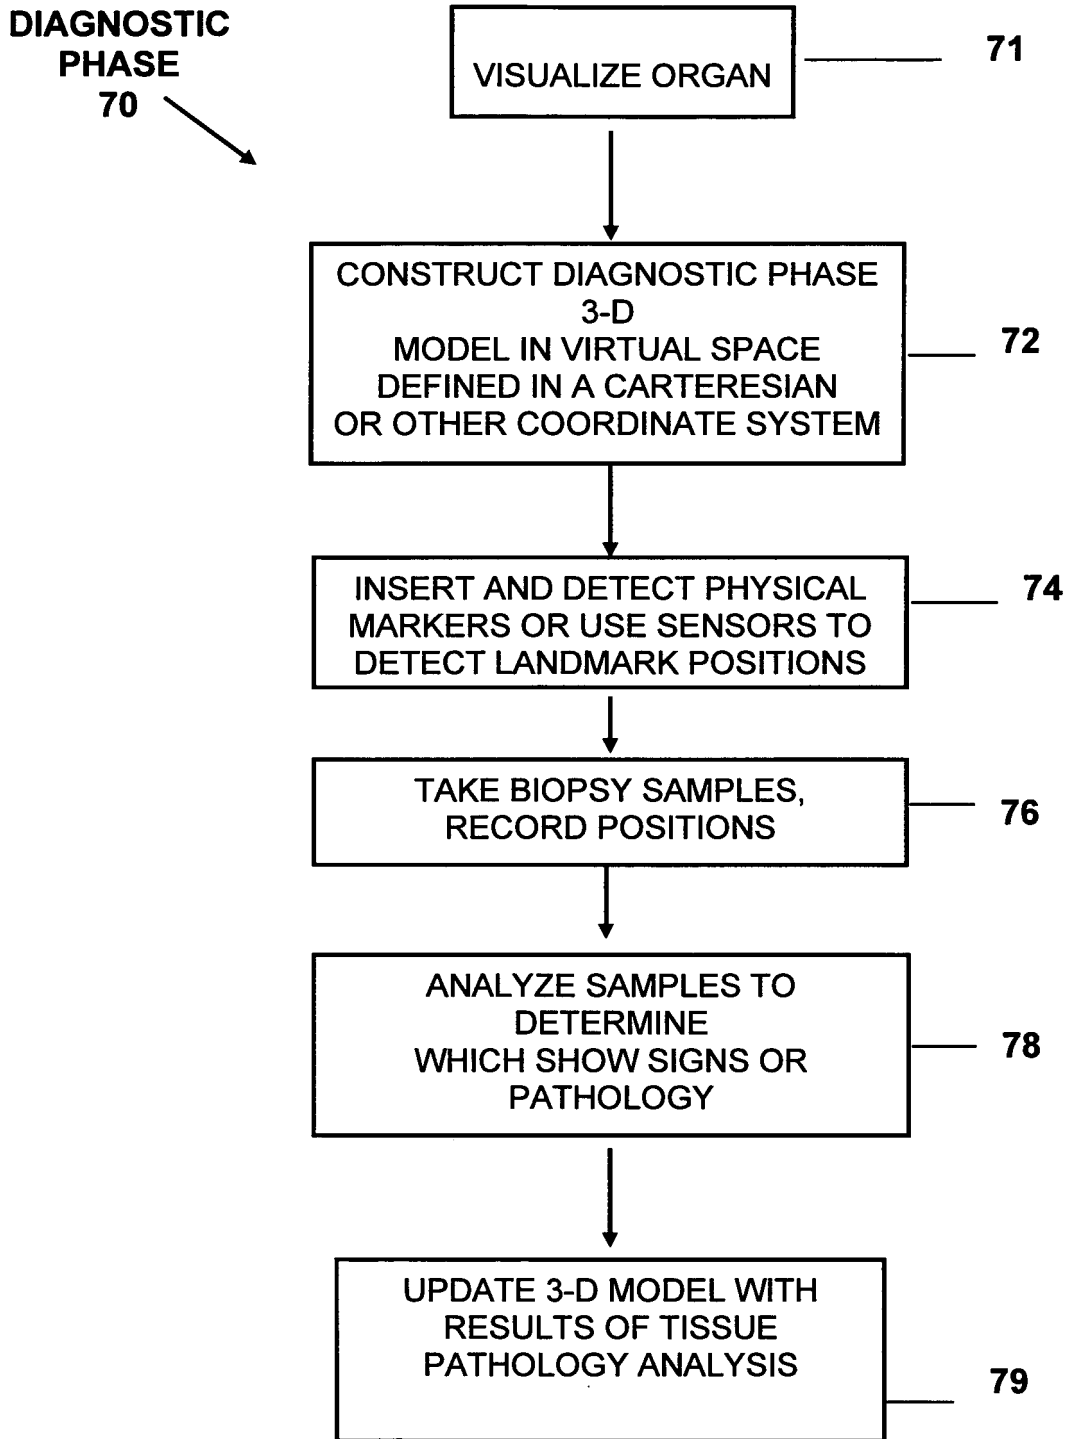 DIAGNOSTIC
PHASE
70
VISUALIZE ORGAN
71
CONSTRUCT DIAGNOSTIC PHASE
3-D
MODEL IN VIRTUAL SPACE
DEFINED IN A CARTERESIAN
OR OTHER COORDINATE SYSTEM
72
INSERT AND DETECT PHYSICAL
MARKERS OR USE SENSORS TO
DETECT LANDMARK POSITIONS
74
TAKE BIOPSY SAMPLES,
RECORD POSITIONS
76
ANALYZE SAMPLES TO
DETERMINE
WHICH SHOW SIGNS OR
PATHOLOGY
78
UPDATE 3-D MODEL WITH
RESULTS OF TISSUE
PATHOLOGY ANALYSIS
79